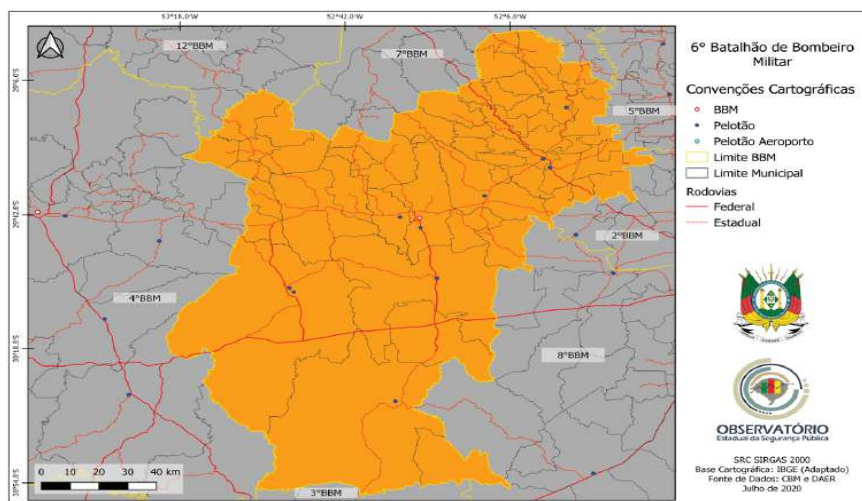 53°18.0'W
52°42.0'W
52°6.0'W
12°BBM
7°BBM
5°BBM
2°BBM
4°BBM
8°BBM
3°BBM
29°6.0'S
29°42.0'S
30°18.0'S
30°54.0'S
0 10 20 30 40 km
6° Batalhão de Bombeiro
Militar
Convenções Cartográficas
BBM
Pelotão
Pelotão Aeroporto
Limite BBM
Limite Municipal
Rodovias
Federal
Estadual
OBSERVATÓRIO
Estadual da Segurança Pública
SRC SIRGAS 2000
Base Cartográfica: IBGE (Adaptado)
Fonte de Dados: CBM e DAER
Julho de 2020